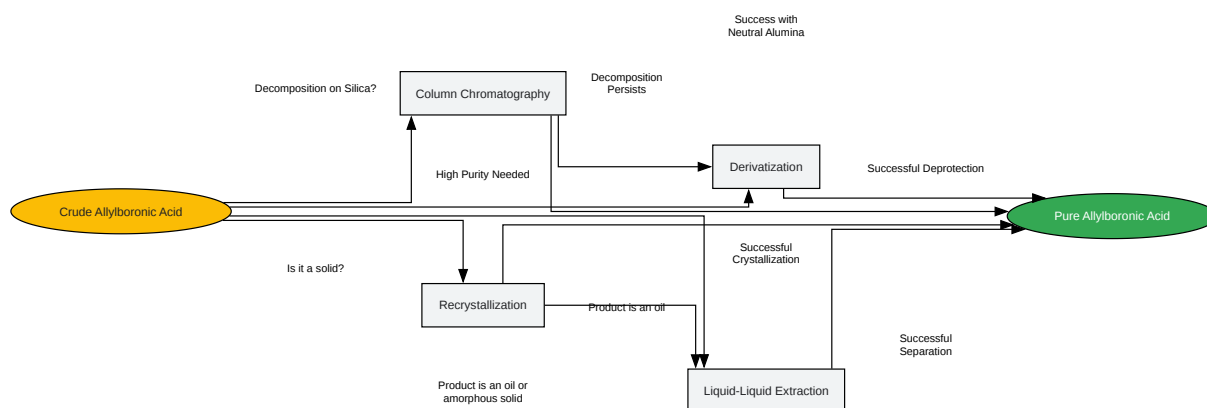 Success with
Neutral Alumina
Decomposition on Silica?
Column Chromatography
Decomposition
Persists
High Purity Needed
Derivatization
Successful Deprotection
Crude Allylboronic Acid
Pure Allylboronic Acid
Is it a solid?
Successful
Crystallization
Recrystallization
Product is an oil
Successful
Separation
Product is an oil or
amorphous solid
Liquid-Liquid Extraction